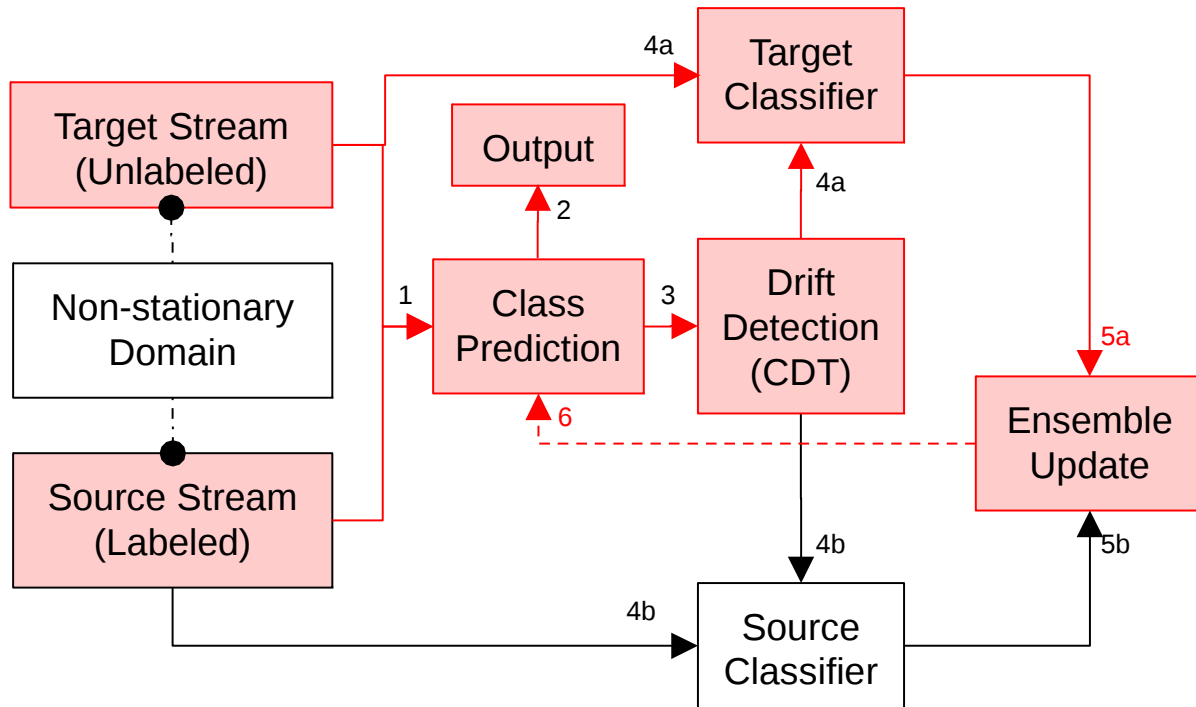 4a
Target
Classifier
Target Stream
(Unlabeled)
Output
4a
2
Non-stationary
Domain
1
Class
Prediction
3
Drift
Detection
(CDT)
5a
6
Ensemble
Update
Source Stream
(Labeled)
4b
5b
4b
Source
Classifier